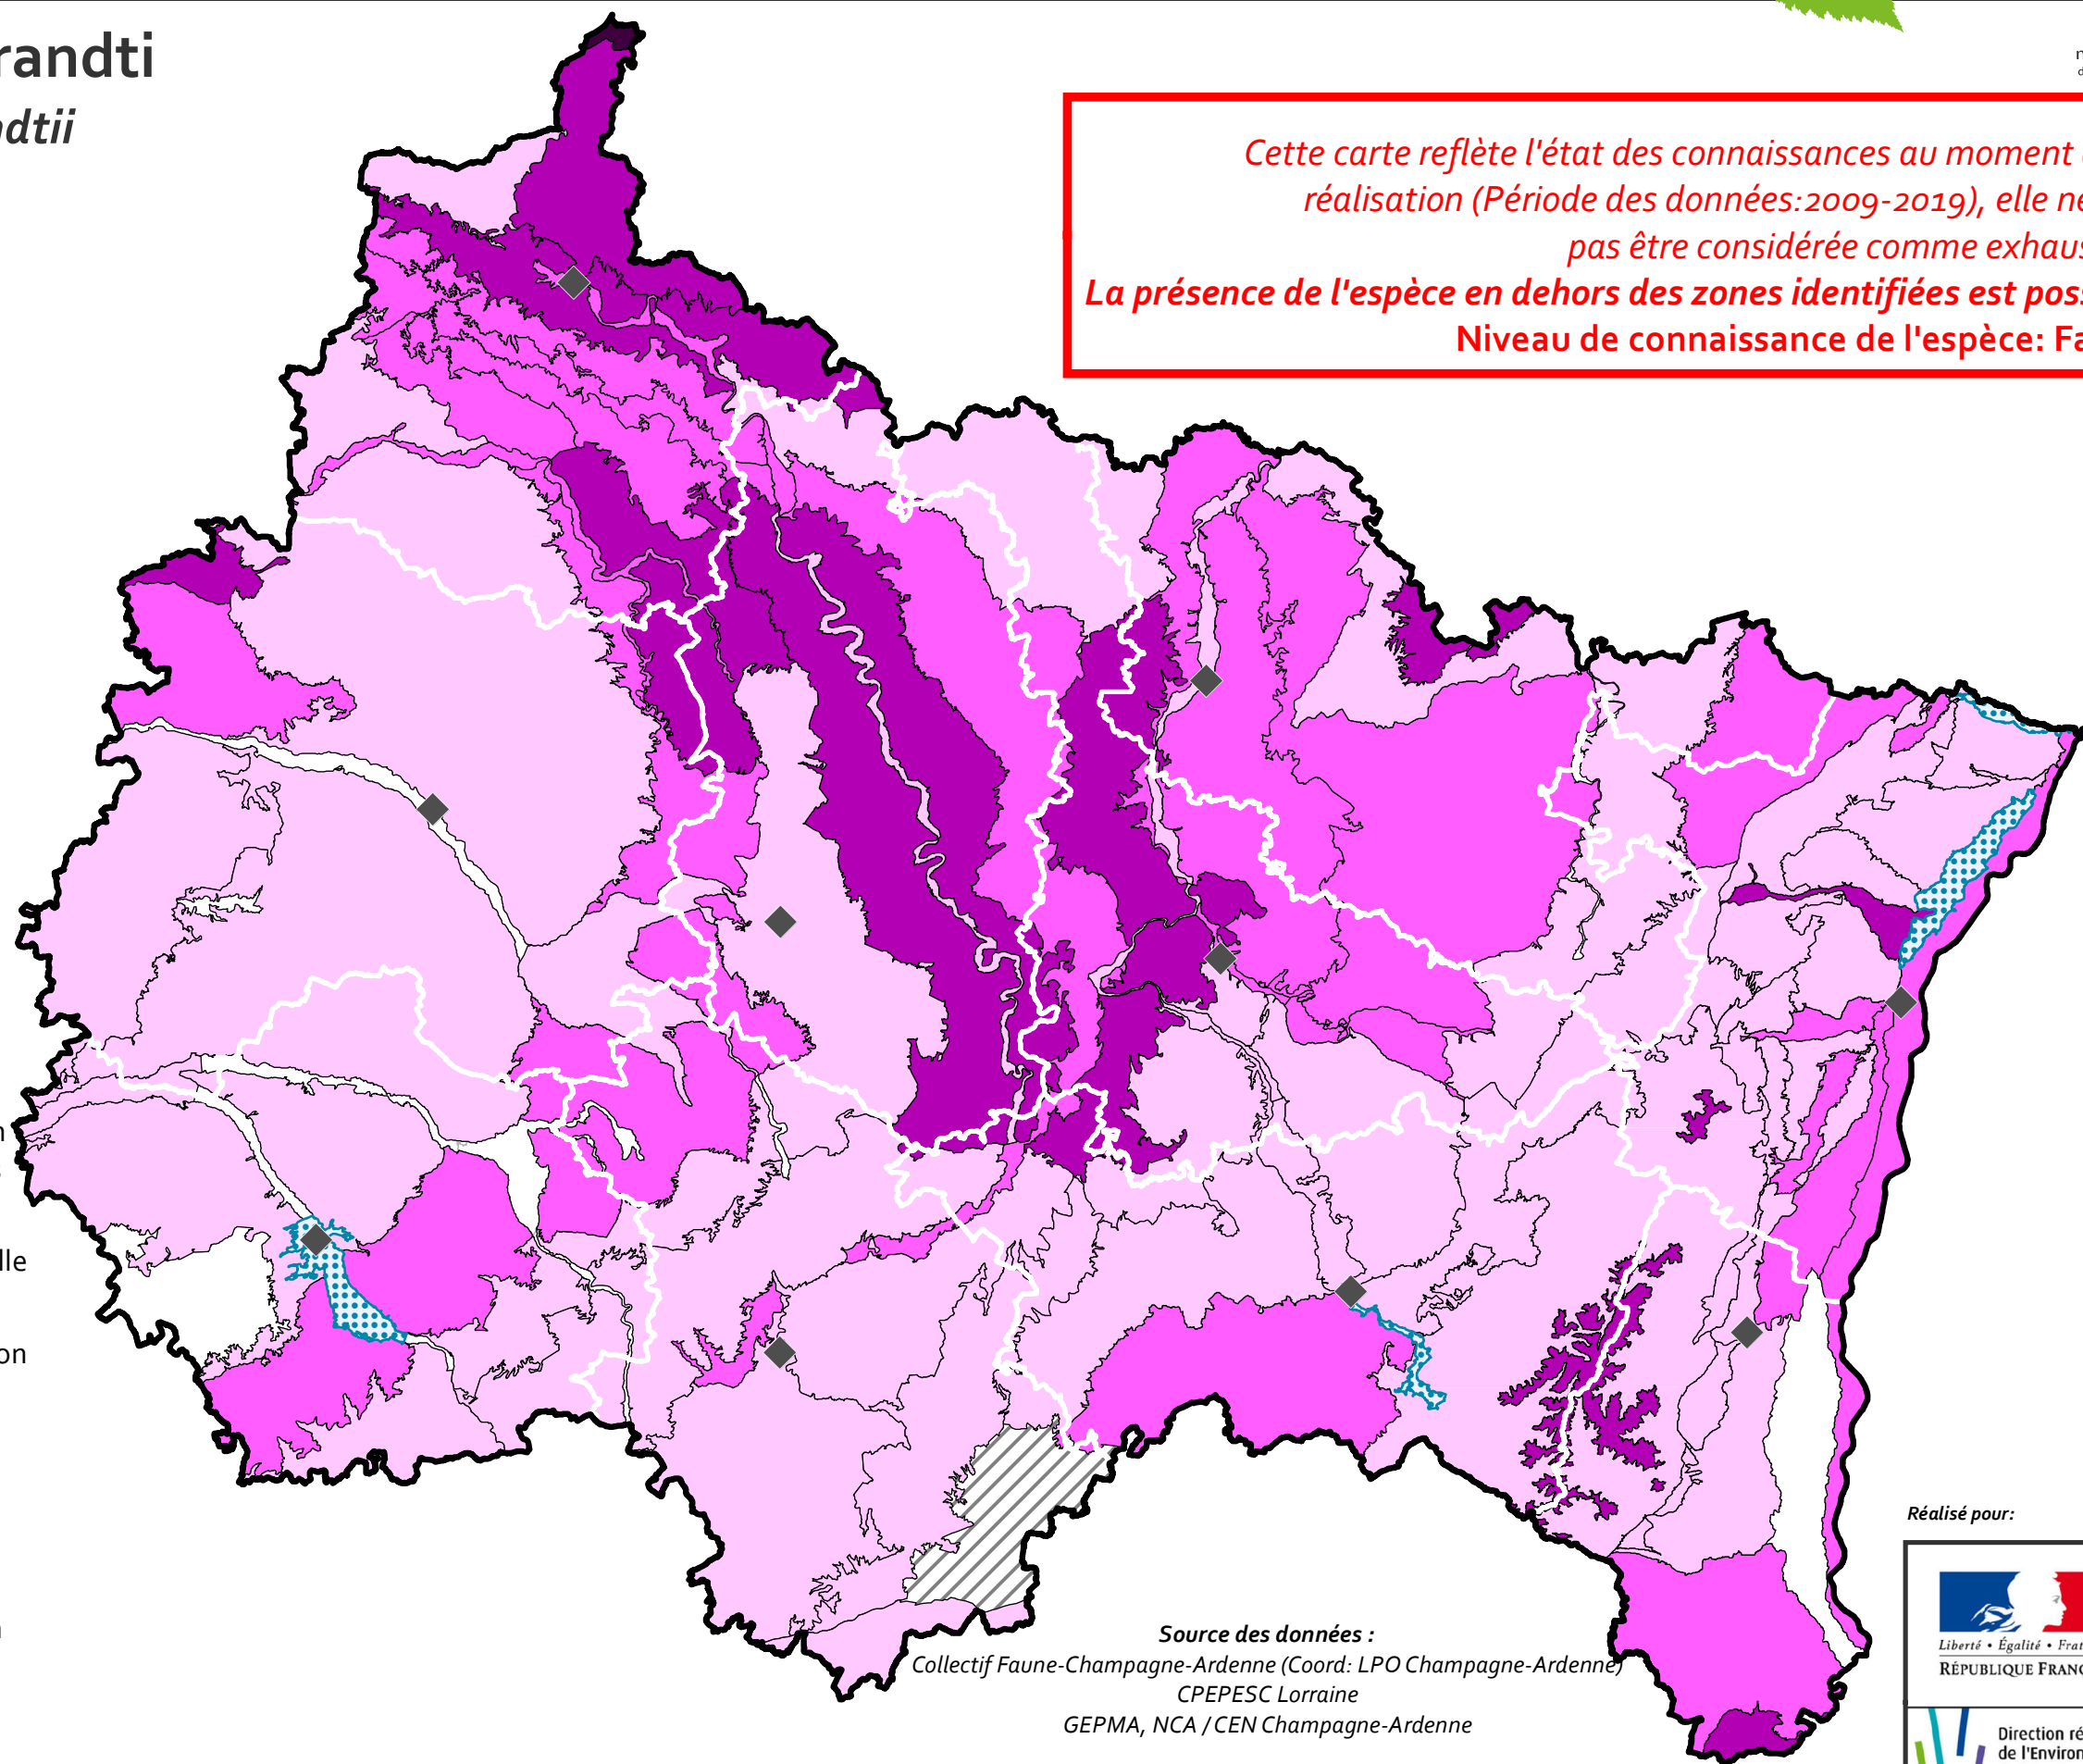 randti
dtii
Cette carte reflète l'état des connaissances au moment
réalisation (Période des données:2009-2019), elle ne
pas être considérée comme exhaus
La présence de l'espèce en dehors des zones identifiées est poss
Niveau de connaissance de l'espèce: Fa
lle
on
Réalisé pour:
Liberté • Égalité • Frat
RÉPUBLIQUE FRANÇ
Direction ré
de l'Environ
Source des données :
Collectif Faune-Champagne-Ardenne (Coord: LPO Champagne-Ardenne)
CPEPESC Lorraine
GEPMA, NCA / CEN Champagne-Ardenne